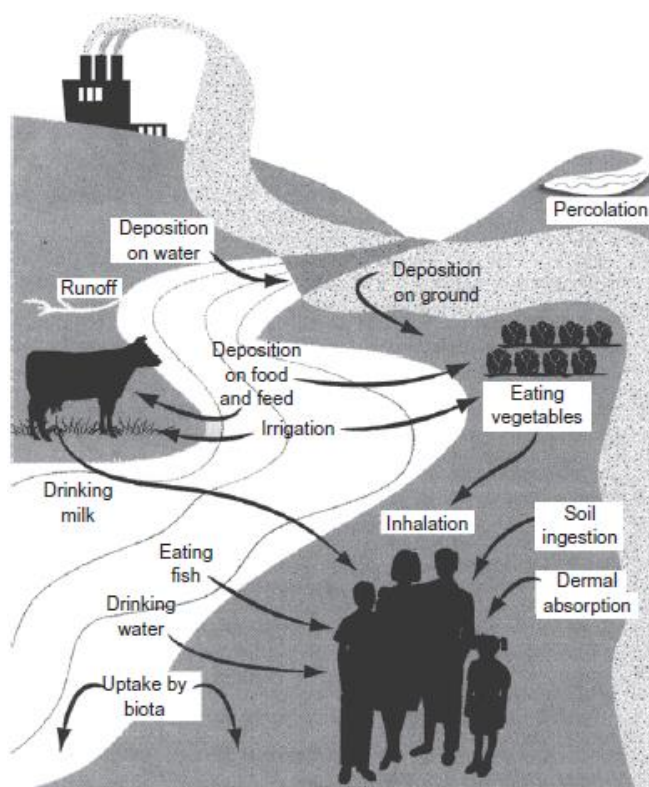 Percolation
Deposition
on water
Deposition
on ground
Runoff
Deposition
on food
and feed
Eating
vegetables
Irrigation
Drinking
milk
Inhalation
Soil
ingestion
Eating
fish
Dermal
absorption
Drinking
water
Uptake by
biota